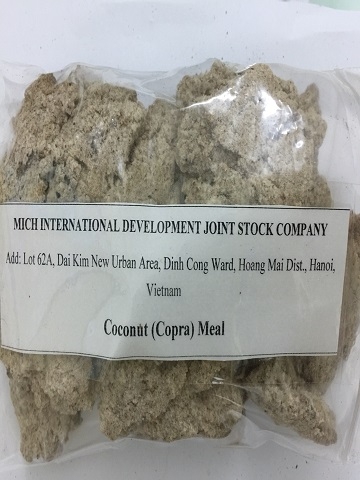 MICH INTERNATIONAL DEVELOPMENT JOINT STOCK COMPANY
Add: Lot 62A, Dai Kim New Urban Area, Dinh Cong Ward, Hoang Mai Dist., Hanoi,
Vietnam
Coconut (Copra) Meal